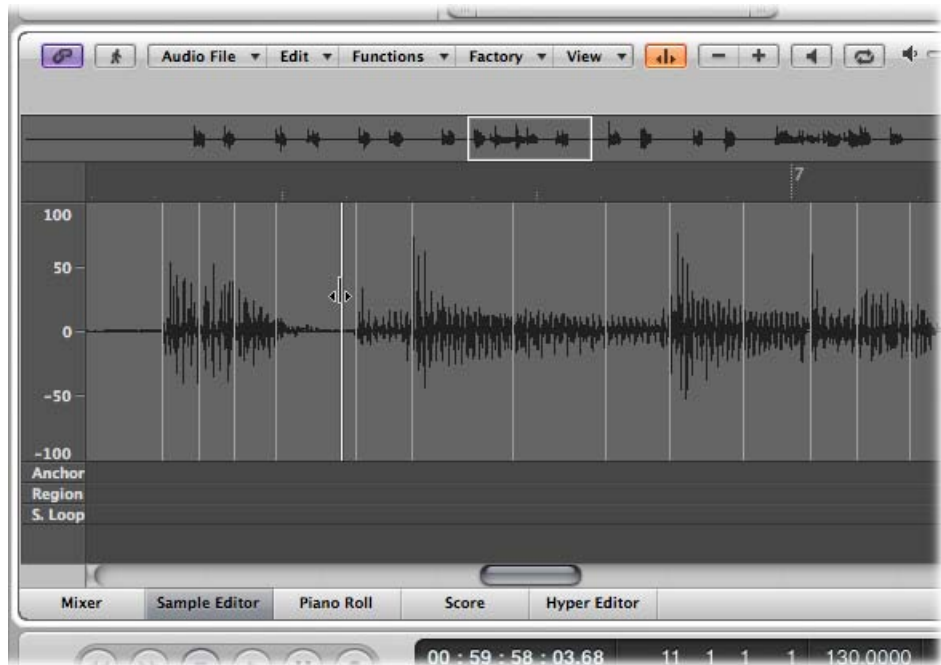 Audio File Edit Functions Factory View
7
100
50
0
-50
-100
Anchor
Region
S. Loop
Mixer Sample Editor Piano Roll Score Hyper Editor
00 : 59 : 58 : 03.68 11 1 1 1 130.0000